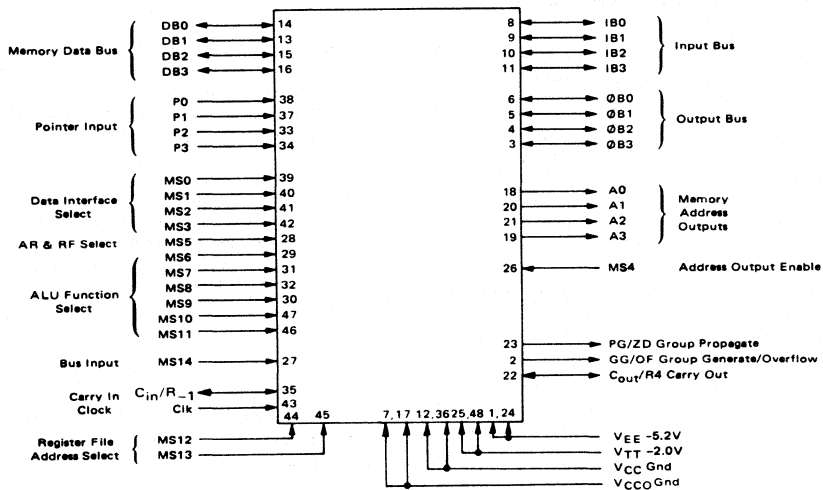 Memory Data Bus
DB0 14
DB1 13
DB2 15
DB3 16
Pointer Input
P0 38
P1 37
P2 33
P3 34
Data Interface
Select
MS0 39
MS1 40
MS2 41
MS3 42
AR & RF Select MS5 28
ALU Function
Select
MS6 29
MS7 31
MS8 32
MS9 30
MS10 47
MS11 46
Bus Input MS14 27
Carry In Cin/R−1 35
Clock Clk 43
Register File
Address Select
MS12 44
MS13 45
8 IB0
9 IB1
10 IB2
11 IB3
Input Bus
6 ØB0
5 ØB1
4 ØB2
3 ØB3
Output Bus
18 A0
20 A1
21 A2
19 A3
Memory
Address
Outputs
26 MS4 Address Output Enable
23 PG/ZD Group Propagate
2 GG/OF Group Generate/Overflow
22 Cout/R4 Carry Out
7,17 12,36 25,48 1,24
VEE −5.2V
VTT −2.0V
VCC Gnd
VCCO Gnd